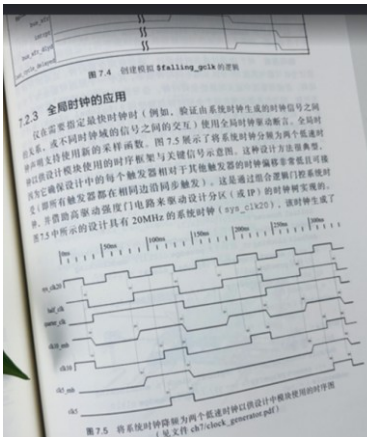 图 7.4 创建模拟 $falling_gclk 的逻辑
7.2.3 全局时钟的应用
仅在需要指定最快时钟时(例如，验证由系统时钟生成的时钟信号之间
的关系，或不同时钟域的信号之间的交互)使用全局时钟驱动断言。全局时
钟声明支持使用新的采样函数。图 7.5 展示了将系统时钟分频为两个低速时
钟以供设计模块使用的时序框架与关键信号示意图。这种设计方法很典型，
因为它确保设计中的每个触发器相对于其他触发器的时钟偏移非常低且可接
受(即所有触发器都在相同边沿同步触发)。这是通过组合逻辑门控系统时
钟，并借助高驱动强度门电路来驱动设计分区(或IP)的时钟树实现的。
图7.5 中所示的设计具有 20MHz 的系统时钟(sys_clk20)，该时钟生成了
0ns 50ns 100ns 150ns 200ns 250ns 300ns
sys_clk20
half_clk
quarter_clk
clk10_enb
clk10
clk5_enb
clk5
图 7.5 将系统时钟降频为两个低速时钟以供设计中模块使用的时序图
(见文件 ch7/clock_generator.pdf)